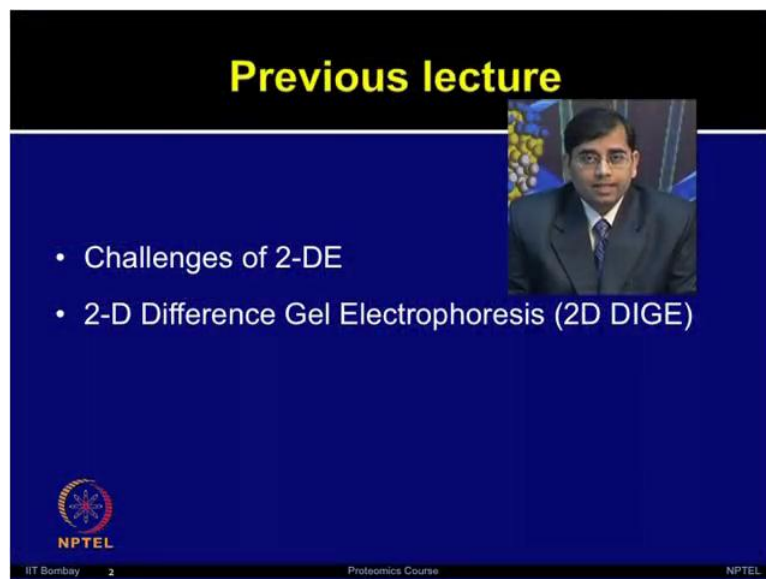 Previous lecture
• Challenges of 2-DE
• 2-D Difference Gel Electrophoresis (2D DIGE)
NPTEL
IIT Bombay 2 Proteomics Course NPTEL